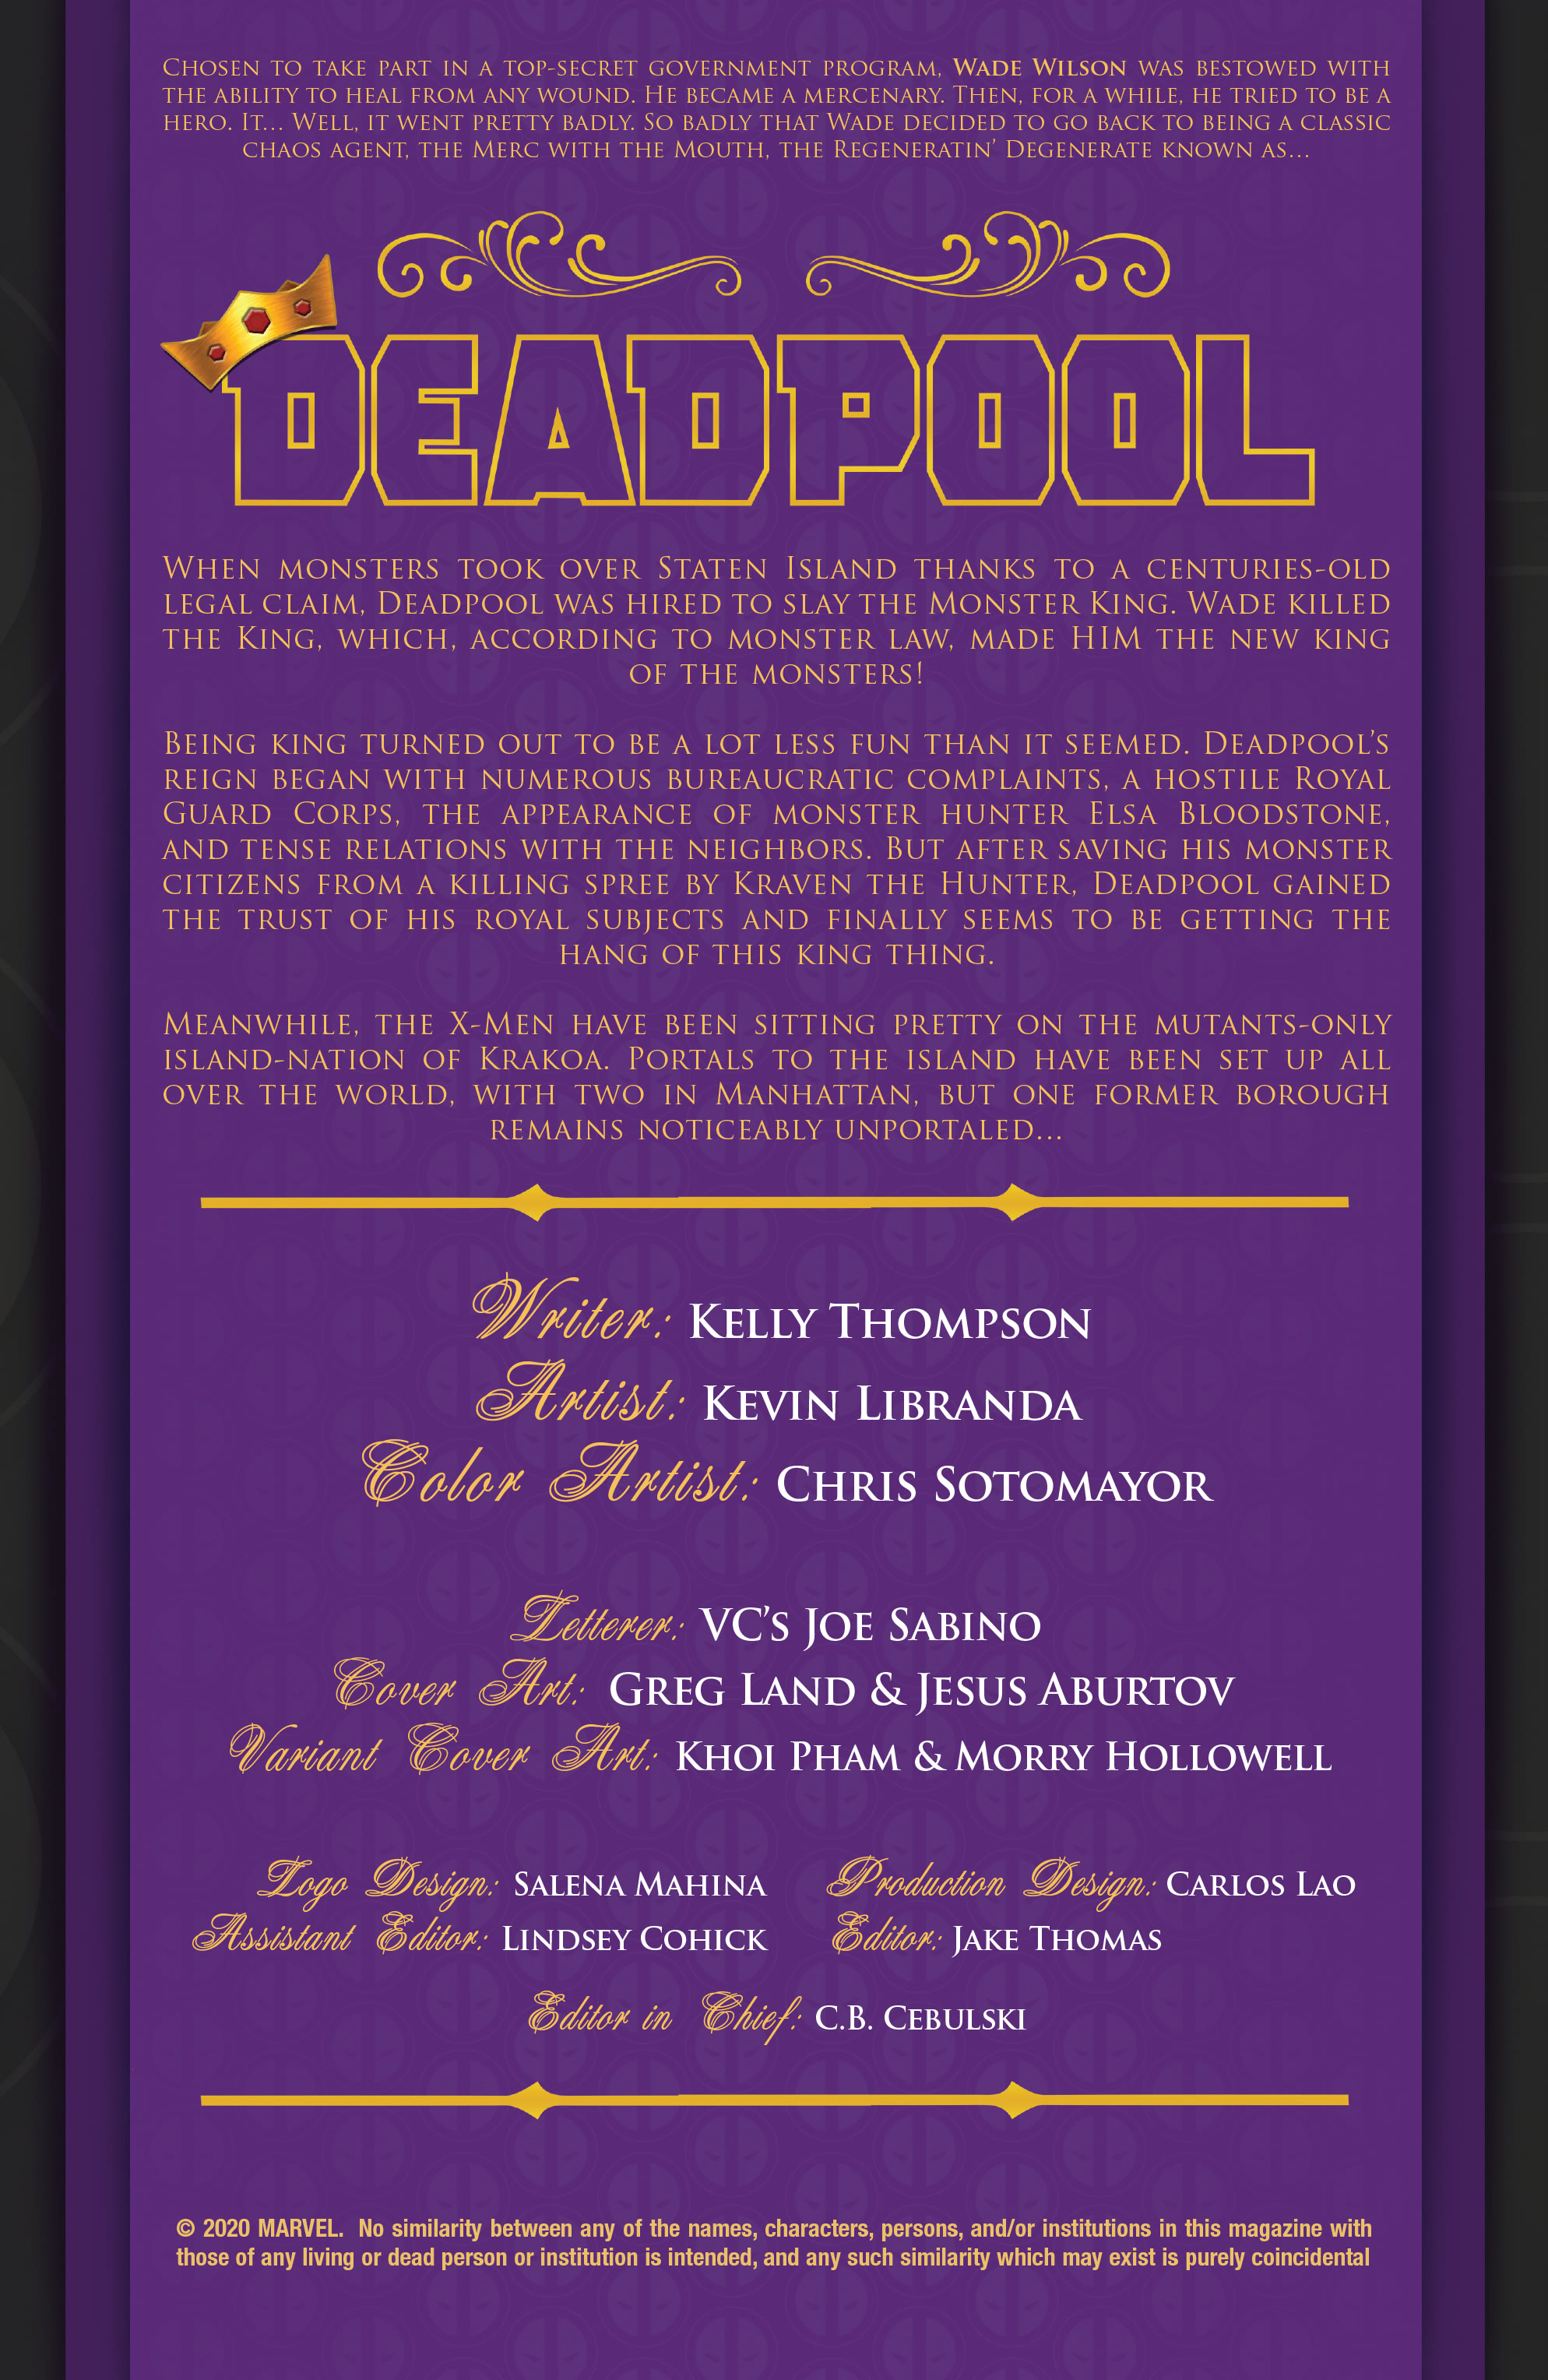 Chosen to take part in a top-secret government program, Wade Wilson was bestowed with
the ability to heal from any wound. He became a mercenary. Then, for a while, he tried to be a
hero. It... Well, it went pretty badly. So badly that Wade decided to go back to being a classic
chaos agent, the Merc with the Mouth, the Regeneratin' Degenerate known as...
DEADPOOL
When monsters took over Staten Island thanks to a centuries-old
legal claim, Deadpool was hired to slay the Monster King. Wade killed
the King, which, according to monster law, made HIM the new king
of the monsters!
Being king turned out to be a lot less fun than it seemed. Deadpool's
reign began with numerous bureaucratic complaints, a hostile Royal
Guard Corps, the appearance of monster hunter Elsa Bloodstone,
and tense relations with the neighbors. But after saving his monster
citizens from a killing spree by Kraven the Hunter, Deadpool gained
the trust of his royal subjects and finally seems to be getting the
hang of this king thing.
Meanwhile, the X-Men have been sitting pretty on the mutants-only
island-nation of Krakoa. Portals to the island have been set up all
over the world, with two in Manhattan, but one former borough
remains noticeably unportaled...
Writer: Kelly Thompson
Artist: Kevin Libranda
Color Artist: Chris Sotomayor
Letterer: VC's Joe Sabino
Cover Art: Greg Land & Jesus Aburtov
Variant Cover Art: Khoi Pham & Morry Hollowell
Logo Design: Salena Mahina Production Design: Carlos Lao
Assistant Editor: Lindsey Cohick Editor: Jake Thomas
Editor in Chief: C.B. Cebulski
© 2020 MARVEL. No similarity between any of the names, characters, persons, and/or institutions in this magazine with
those of any living or dead person or institution is intended, and any such similarity which may exist is purely coincidental